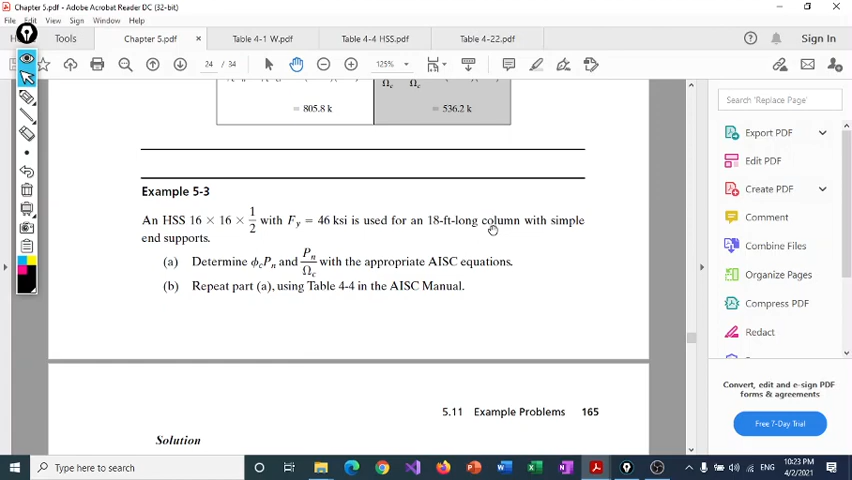 Chapter 5.pdf - Adobe Acrobat Reader DC (32-bit)
File Edit View Sign Window Help
Tools Chapter 5.pdf × Table 4-1 W.pdf Table 4-4 HSS.pdf Table 4-22.pdf Sign In
24 / 34 125%
Ωc Ωc
= 805.8 k = 536.2 k
Example 5-3
An HSS 16 × 16 × 1/2 with Fy = 46 ksi is used for an 18-ft-long column with simple
end supports.
(a) Determine ϕcPn and Pn/Ωc with the appropriate AISC equations.
(b) Repeat part (a), using Table 4-4 in the AISC Manual.
5.11 Example Problems 165
Solution
Search 'Replace Page'
Export PDF
Edit PDF
Create PDF
Comment
Combine Files
Organize Pages
Compress PDF
Redact
Convert, edit and e-sign PDF
forms & agreements
Free 7-Day Trial
Type here to search
ENG
10:23 PM
4/2/2021